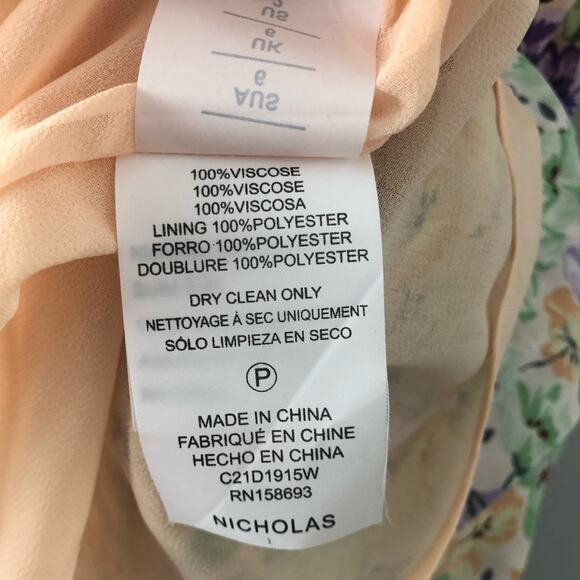 2
US
6
UK
6
AUS
100%VISCOSE
100%VISCOSE
100%VISCOSA
LINING 100%POLYESTER
FORRO 100%POLYESTER
DOUBLURE 100%POLYESTER
DRY CLEAN ONLY
NETTOYAGE À SEC UNIQUEMENT
SÓLO LIMPIEZA EN SECO
P
MADE IN CHINA
FABRIQUÉ EN CHINE
HECHO EN CHINA
C21D1915W
RN158693
NICHOLAS